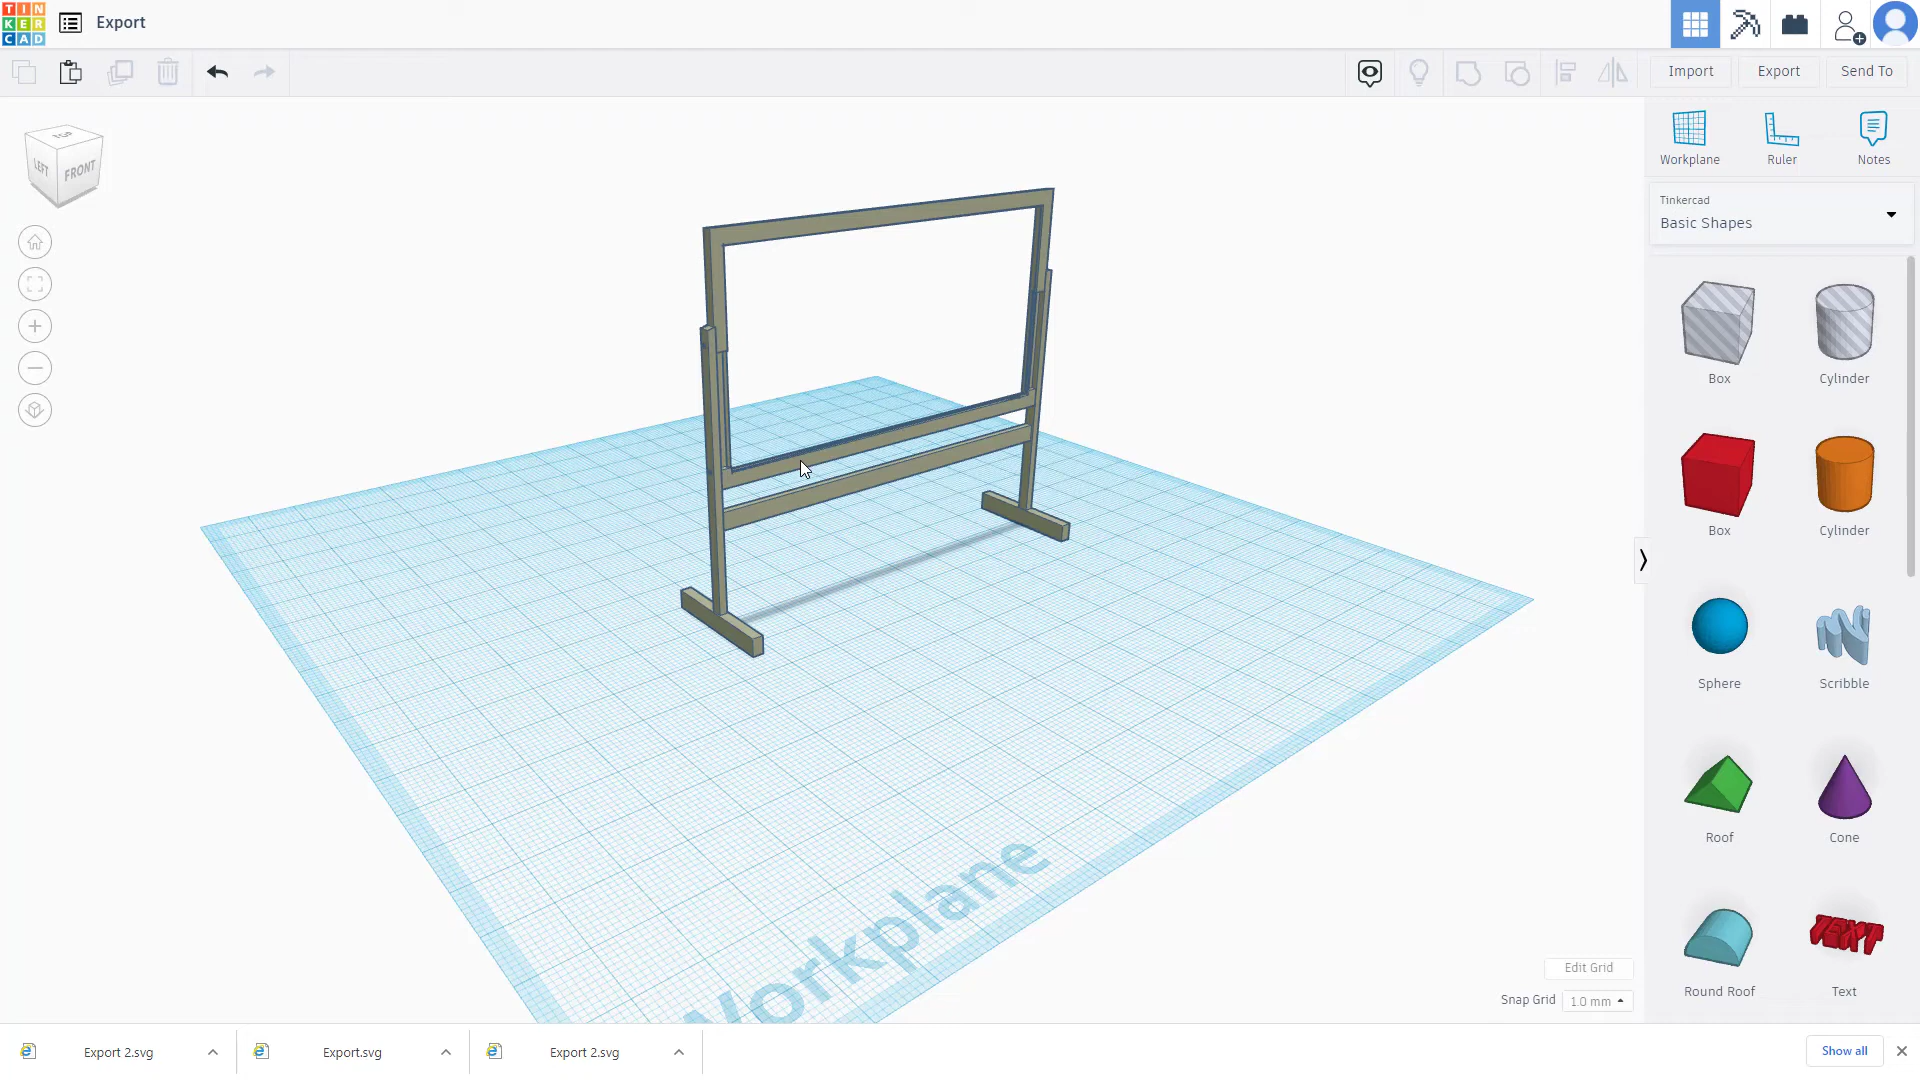 TIN
KER
CAD
Export
Import
Export
Send To
TOP
LEFT
FRONT
Workplane
Ruler
Notes
Tinkercad
Basic Shapes
Box
Cylinder
Box
Cylinder
Sphere
Scribble
Roof
Cone
TEXT
Round Roof
Text
Workplane
Edit Grid
Snap Grid
1.0 mm
Export 2.svg
Export.svg
Export 2.svg
Show all